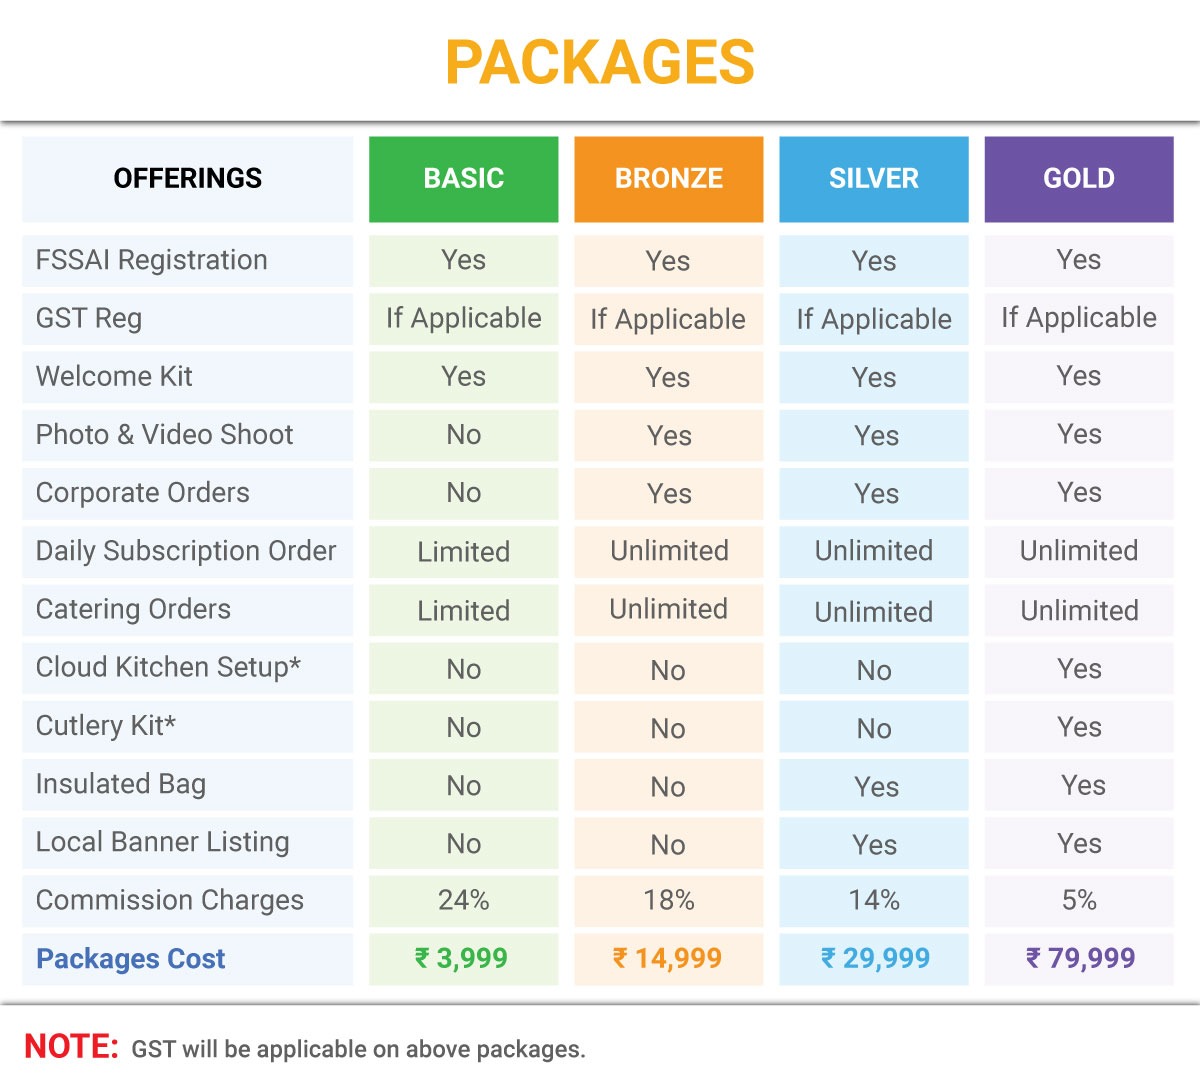 PACKAGES
OFFERINGS BASIC BRONZE SILVER GOLD
FSSAI Registration Yes Yes Yes Yes
GST Reg If Applicable If Applicable If Applicable If Applicable
Welcome Kit Yes Yes Yes Yes
Photo & Video Shoot No Yes Yes Yes
Corporate Orders No Yes Yes Yes
Daily Subscription Order Limited Unlimited Unlimited Unlimited
Catering Orders Limited Unlimited Unlimited Unlimited
Cloud Kitchen Setup* No No No Yes
Cutlery Kit* No No No Yes
Insulated Bag No No Yes Yes
Local Banner Listing No No Yes Yes
Commission Charges 24% 18% 14% 5%
Packages Cost ₹ 3,999 ₹ 14,999 ₹ 29,999 ₹ 79,999
NOTE: GST will be applicable on above packages.